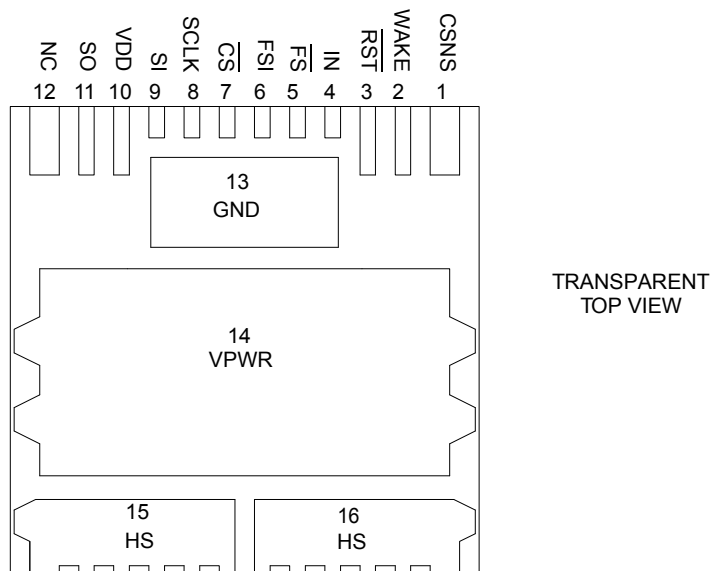 NC SO VDD SI SCLK CS FSI FS IN RST WAKE CSNS
12 11 10 9 8 7 6 5 4 3 2 1
13
GND
TRANSPARENT
TOP VIEW
14
VPWR
15 16
HS HS